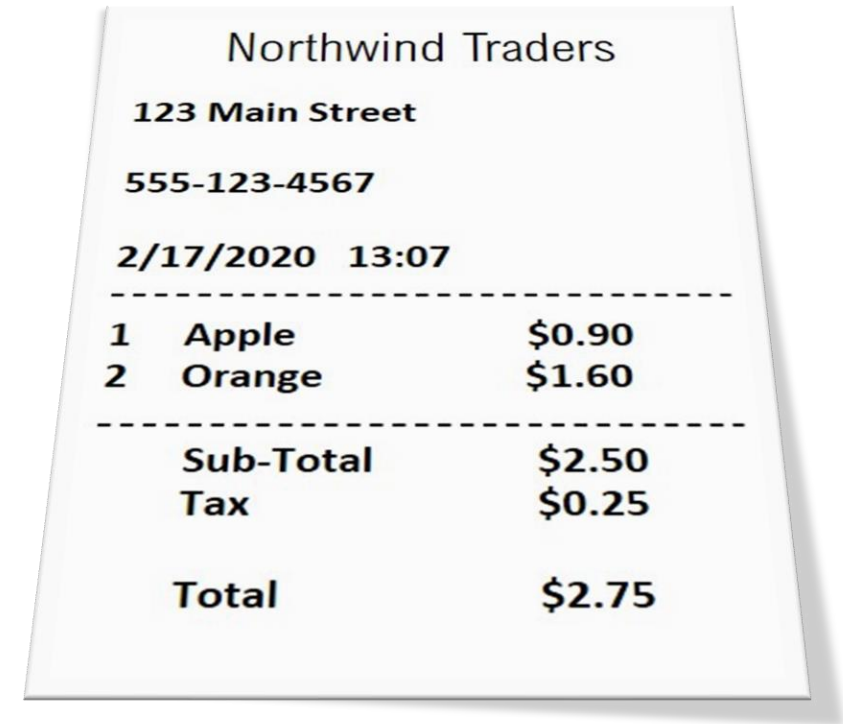 Northwind Traders
123 Main Street
555-123-4567
2/17/2020 13:07
------------------------------
1 Apple $0.90
2 Orange $1.60
------------------------------
Sub-Total $2.50
Tax $0.25
Total $2.75